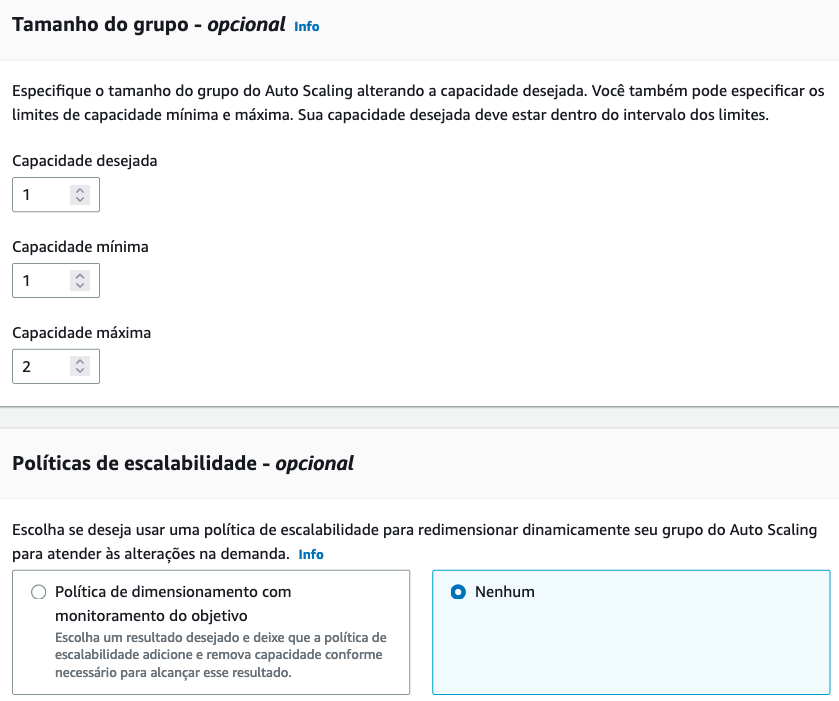 Tamanho do grupo - opcional Info
Especifique o tamanho do grupo do Auto Scaling alterando a capacidade desejada. Você também pode especificar os
limites de capacidade mínima e máxima. Sua capacidade desejada deve estar dentro do intervalo dos limites.
Capacidade desejada
1
Capacidade mínima
1
Capacidade máxima
2
Políticas de escalabilidade - opcional
Escolha se deseja usar uma política de escalabilidade para redimensionar dinamicamente seu grupo do Auto Scaling
para atender às alterações na demanda. Info
Política de dimensionamento com
monitoramento do objetivo
Escolha um resultado desejado e deixe que a política de
escalabilidade adicione e remova capacidade conforme
necessário para alcançar esse resultado.
Nenhum